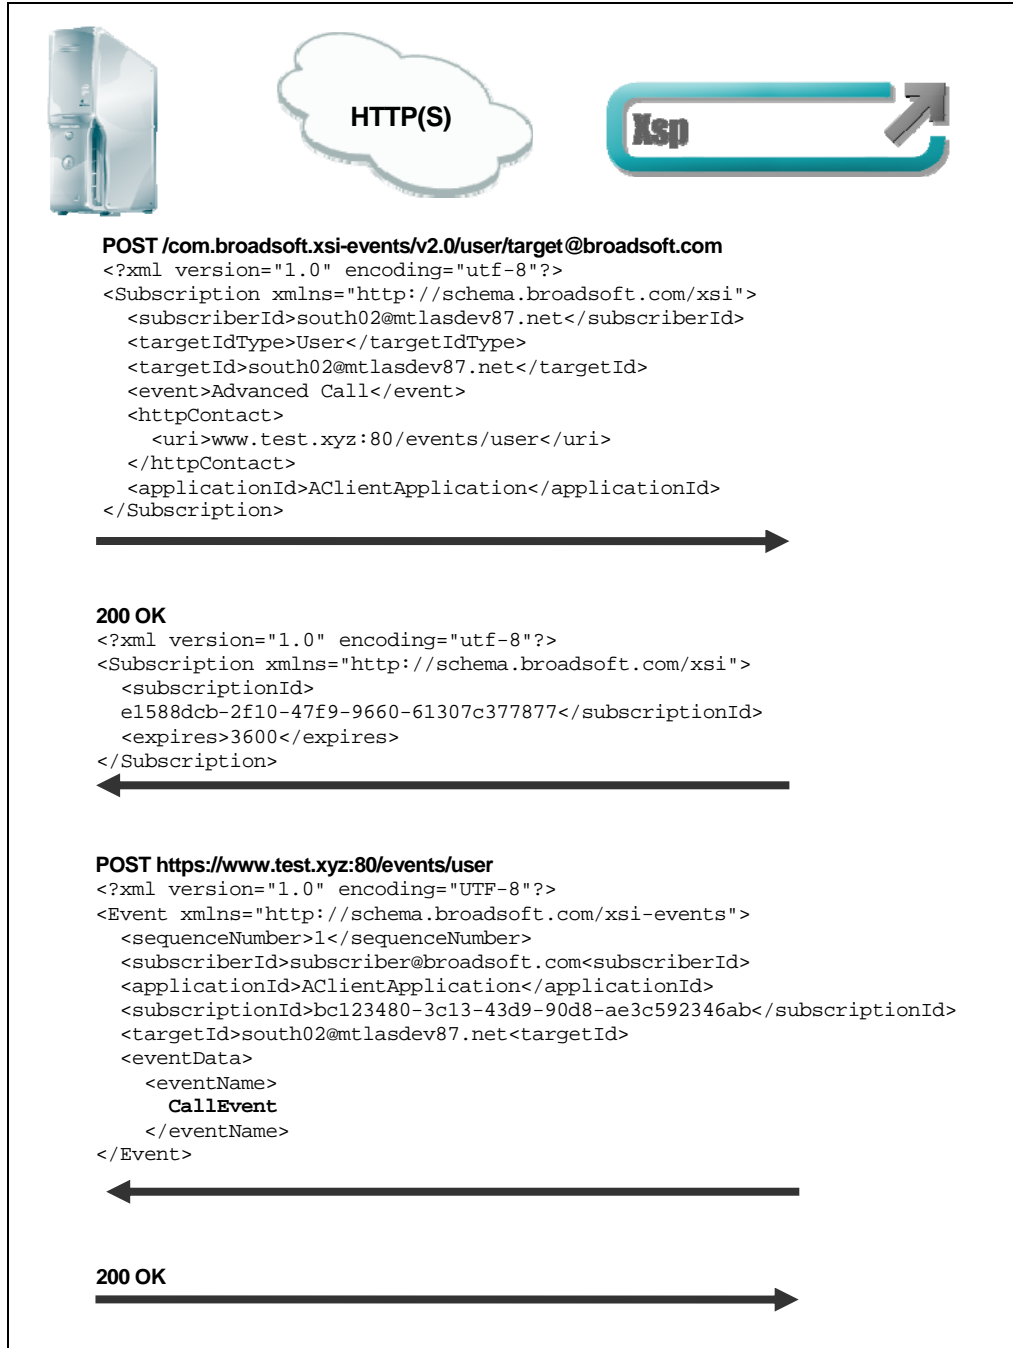 HTTP(S)
Xsp
POST /com.broadsoft.xsi-events/v2.0/user/target@broadsoft.com
<?xml version="1.0" encoding="utf-8"?>
<Subscription xmlns="http://schema.broadsoft.com/xsi">
  <subscriberId>south02@mtlasdev87.net</subscriberId>
  <targetIdType>User</targetIdType>
  <targetId>south02@mtlasdev87.net</targetId>
  <event>Advanced Call</event>
  <httpContact>
    <uri>www.test.xyz:80/events/user</uri>
  </httpContact>
  <applicationId>AClientApplication</applicationId>
</Subscription>
200 OK
<?xml version="1.0" encoding="utf-8"?>
<Subscription xmlns="http://schema.broadsoft.com/xsi">
  <subscriptionId>
  e1588dcb-2f10-47f9-9660-61307c377877</subscriptionId>
  <expires>3600</expires>
</Subscription>
POST https://www.test.xyz:80/events/user
<?xml version="1.0" encoding="UTF-8"?>
<Event xmlns="http://schema.broadsoft.com/xsi-events">
  <sequenceNumber>1</sequenceNumber>
  <subscriberId>subscriber@broadsoft.com<subscriberId>
  <applicationId>AClientApplication</applicationId>
  <subscriptionId>bc123480-3c13-43d9-90d8-ae3c592346ab</subscriptionId>
  <targetId>south02@mtlasdev87.net<targetId>
  <eventData>
    <eventName>
      CallEvent
    </eventName>
</Event>
200 OK